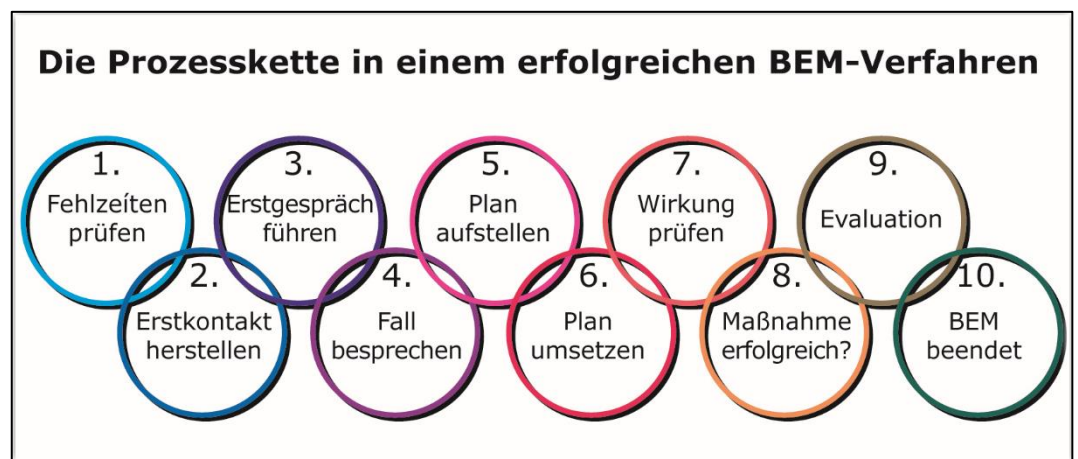 Die Prozesskette in einem erfolgreichen BEM-Verfahren
1.
Fehlzeíten
prüfen
2.
Erstkontakt
herstellen
3.
Erstgespräch
führen
4.
Fall
besprechen
5.
Plan
aufstellen
6.
Plan
umsetzen
7.
Wirkung
prüfen
8.
Maßnahme
erfolgreich?
9.
Evaluation
10.
BEM
beendet